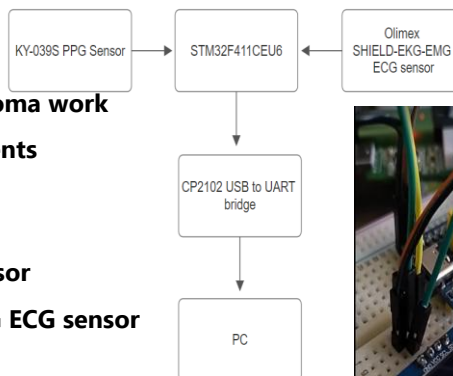 KY-039S PPG Sensor
STM32F411CEU6
Olimex
SHIELD-EKG-EMG
ECG sensor
oma work
nts
CP2102 USB to UART
bridge
sor
ECG sensor
PC